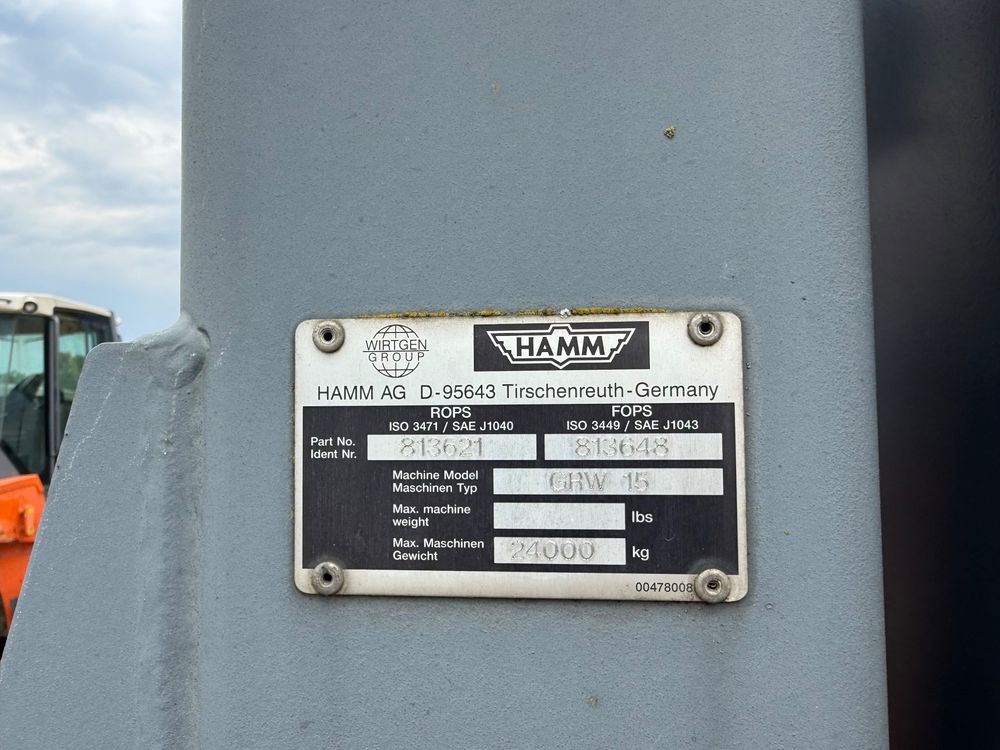 WIRTGEN
GROUP
HAMM
HAMM AG D-95643 Tirschenreuth-Germany
ROPS FOPS
ISO 3471 / SAE J1040 ISO 3449 / SAE J1043
Part No.
Ident Nr. 813621 813648
Machine Model
Maschinen Typ GRW 15
Max. machine
weight lbs
Max. Maschinen
Gewicht 24000 kg
00478008